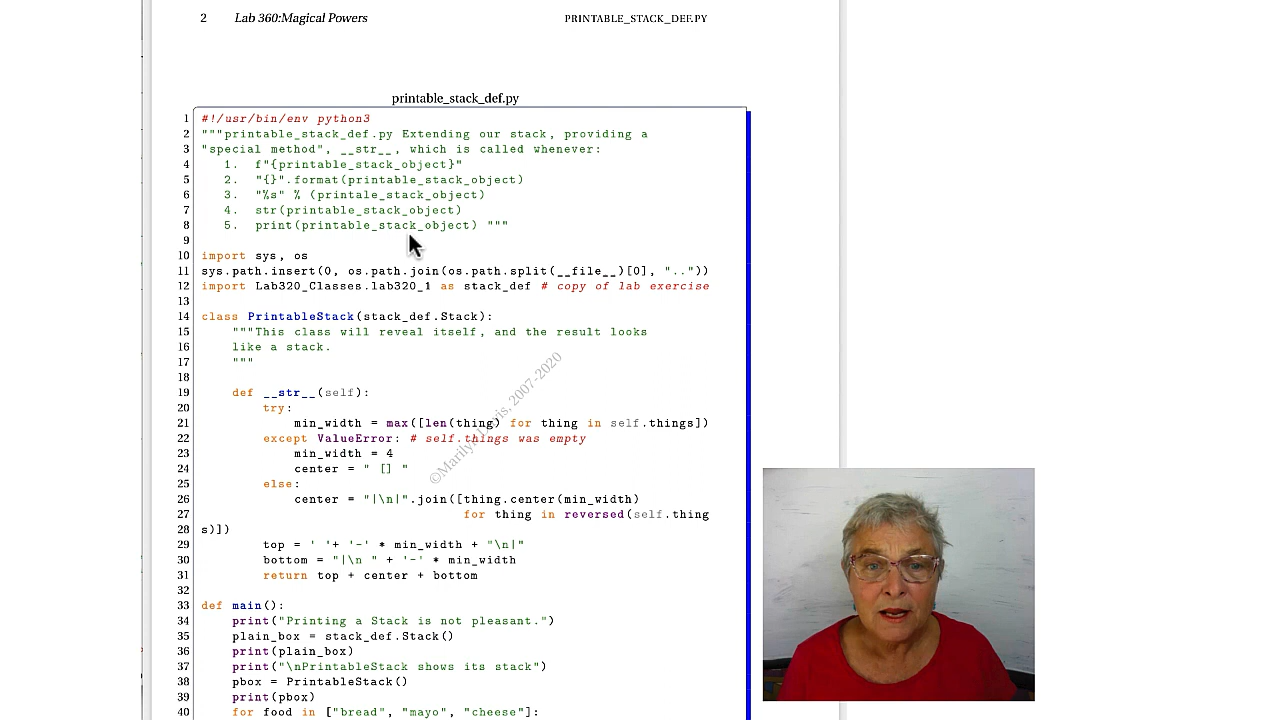 2 Lab 360:Magical Powers PRINTABLE_STACK_DEF.PY
printable_stack_def.py
1 #!/usr/bin/env python3
2 """printable_stack_def.py Extending our stack, providing a
3 "special method", __str__, which is called whenever:
4 1. f"{printable_stack_object}"
5 2. "{}".format(printable_stack_object)
6 3. "%s" % (printale_stack_object)
7 4. str(printable_stack_object)
8 5. print(printable_stack_object) """
9
10 import sys, os
11 sys.path.insert(0, os.path.join(os.path.split(__file__)[0], ".."))
12 import Lab320_Classes.lab320_1 as stack_def # copy of lab exercise
13
14 class PrintableStack(stack_def.Stack):
15 """This class will reveal itself, and the result looks
16 like a stack.
17 """
18
19 def __str__(self):
20 try:
21 min_width = max([len(thing) for thing in self.things])
22 except ValueError: # self.things was empty
23 min_width = 4
24 center = " [] "
25 else:
26 center = "|\n|".join([thing.center(min_width)
27 for thing in reversed(self.thing
28 s)])
29 top = ' '+ '-' * min_width + "\n|"
30 bottom = "|\n " + '-' * min_width
31 return top + center + bottom
32
33 def main():
34 print("Printing a Stack is not pleasant.")
35 plain_box = stack_def.Stack()
36 print(plain_box)
37 print("\nPrintableStack shows its stack")
38 pbox = PrintableStack()
39 print(pbox)
40 for food in ["bread", "mayo", "cheese"]:
2007-2020